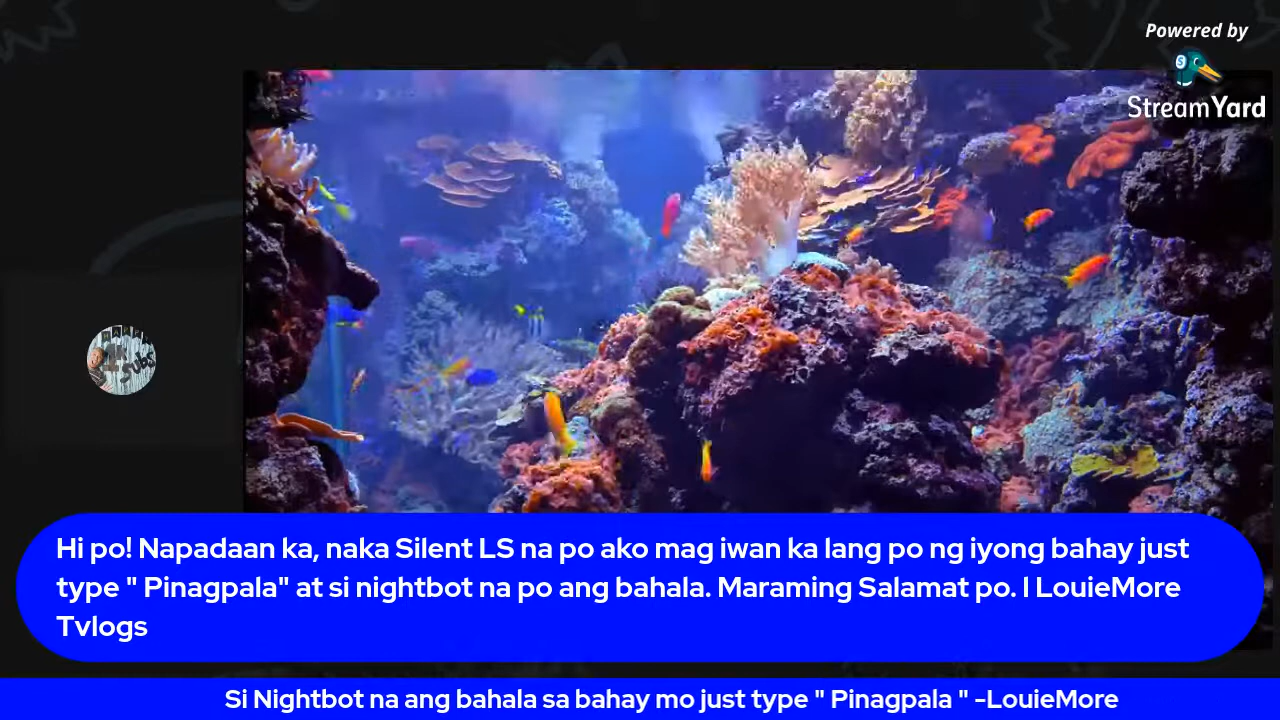 Powered by
StreamYard
Hi po! Napadaan ka, naka Silent LS na po ako mag iwan ka lang po ng iyong bahay just
type " Pinagpala" at si nightbot na po ang bahala. Maraming Salamat po. I LouieMore
Tvlogs
Si Nightbot na ang bahala sa bahay mo just type " Pinagpala " -LouieMore